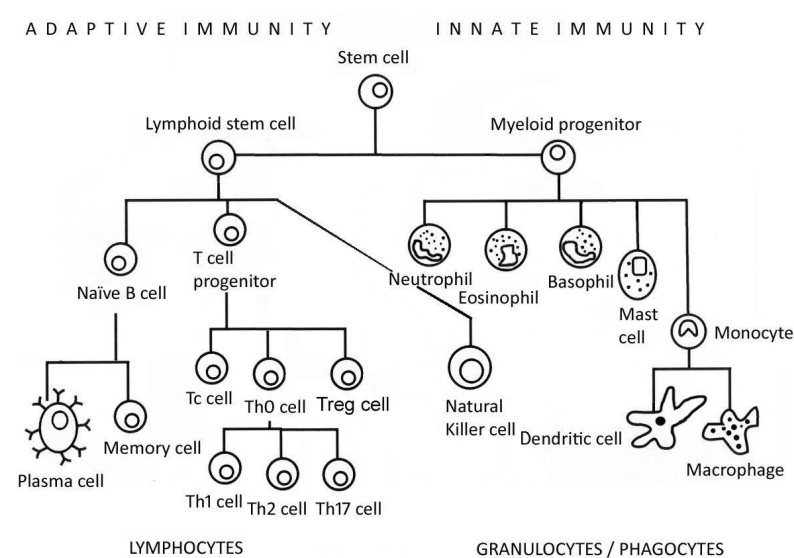 ADAPTIVE IMMUNITY
INNATE IMMUNITY
Stem cell
Lymphoid stem cell
Myeloid progenitor
T cell
progenitor
Naïve B cell
Neutrophil
Eosinophil
Basophil
Mast
cell
Monocyte
Tc cell
Th0 cell
Treg cell
Natural
Killer cell
Dendritic cell
Macrophage
Memory cell
Plasma cell
Th1 cell
Th2 cell
Th17 cell
LYMPHOCYTES
GRANULOCYTES / PHAGOCYTES